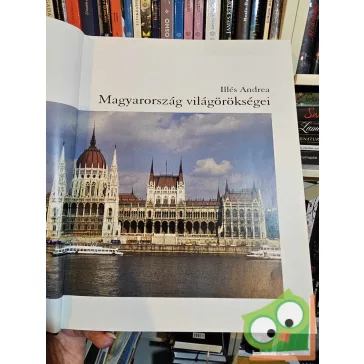 Illés Andrea
Magyarország világörökségei